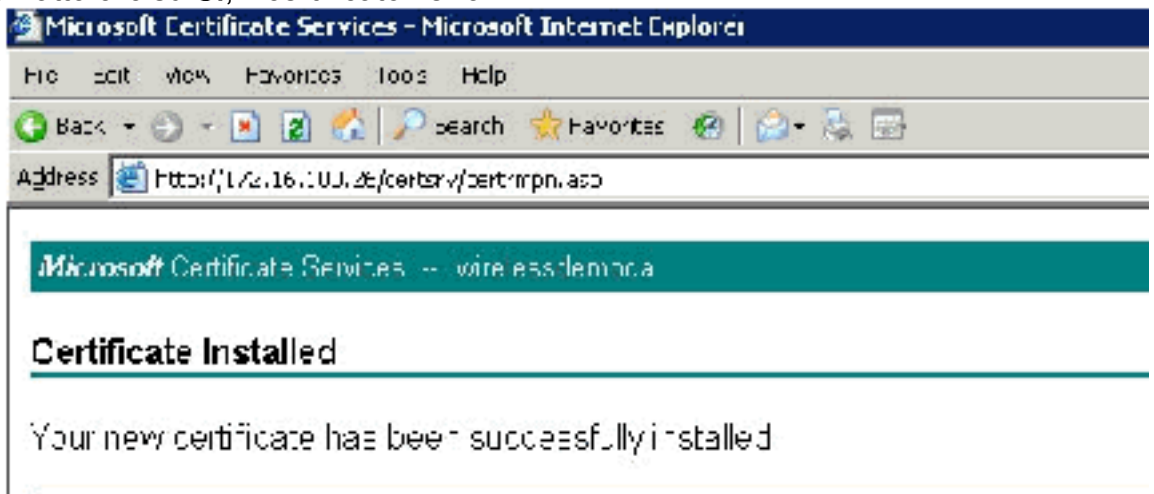 Microsoft Certificate Services - Microsoft Internet Explorer
File Edit View Favorites Tools Help
Back Search Favorites
Address
Microsoft Certificate Services -- wirelessdemoca
Certificate Installed
Your new certificate has been successfully installed